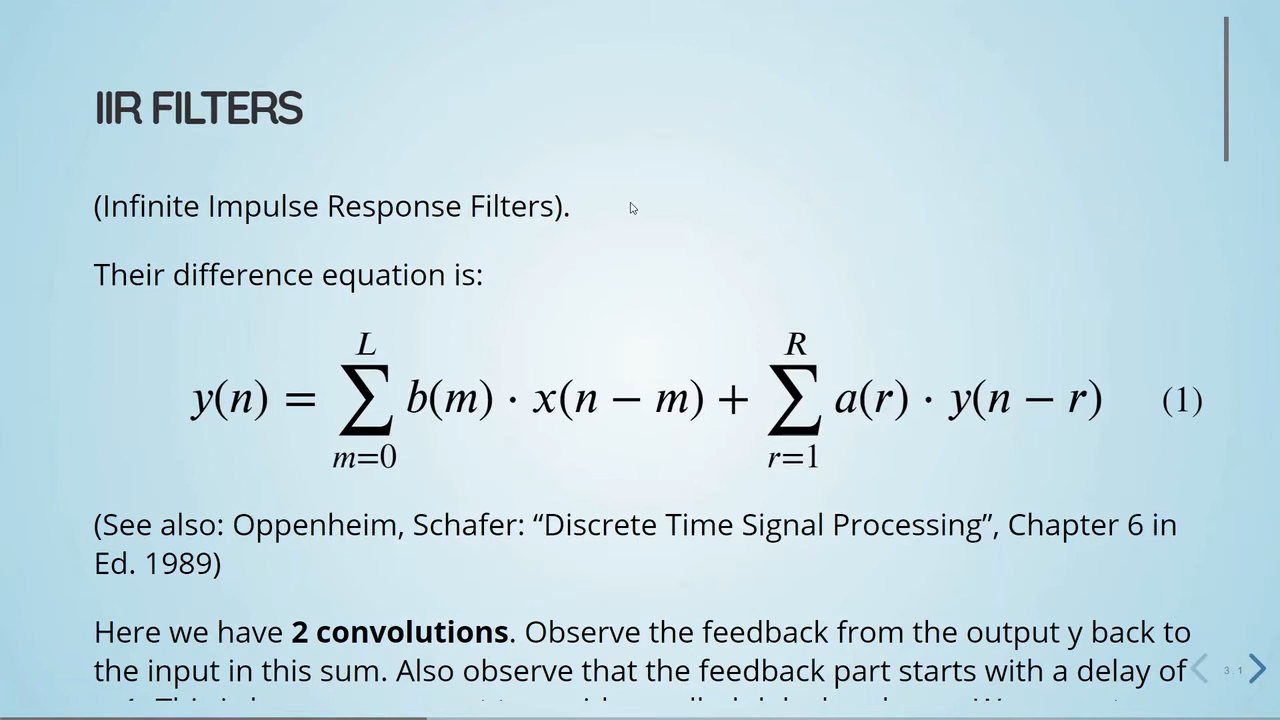 IIR FILTERS
(Infinite Impulse Response Filters).
Their difference equation is:
y(n) = ∑_{m=0}^{L} b(m) · x(n − m) + ∑_{r=1}^{R} a(r) · y(n − r) (1)
(See also: Oppenheim, Schafer: “Discrete Time Signal Processing”, Chapter 6 in
Ed. 1989)
Here we have 2 convolutions. Observe the feedback from the output y back to
the input in this sum. Also observe that the feedback part starts with a delay of
3.1